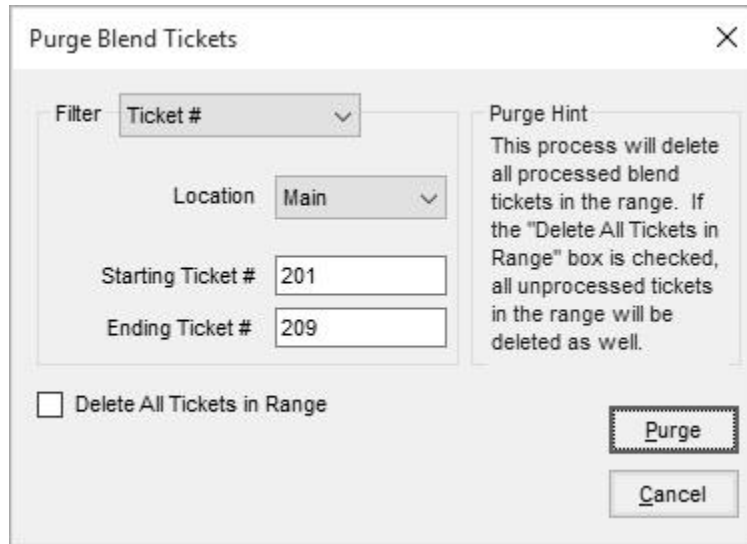 Purge Blend Tickets
Filter
Ticket #
Location
Main
Starting Ticket #
201
Ending Ticket #
209
Delete All Tickets in Range
Purge Hint
This process will delete
all processed blend
tickets in the range. If
the "Delete All Tickets in
Range" box is checked,
all unprocessed tickets
in the range will be
deleted as well.
Purge
Cancel